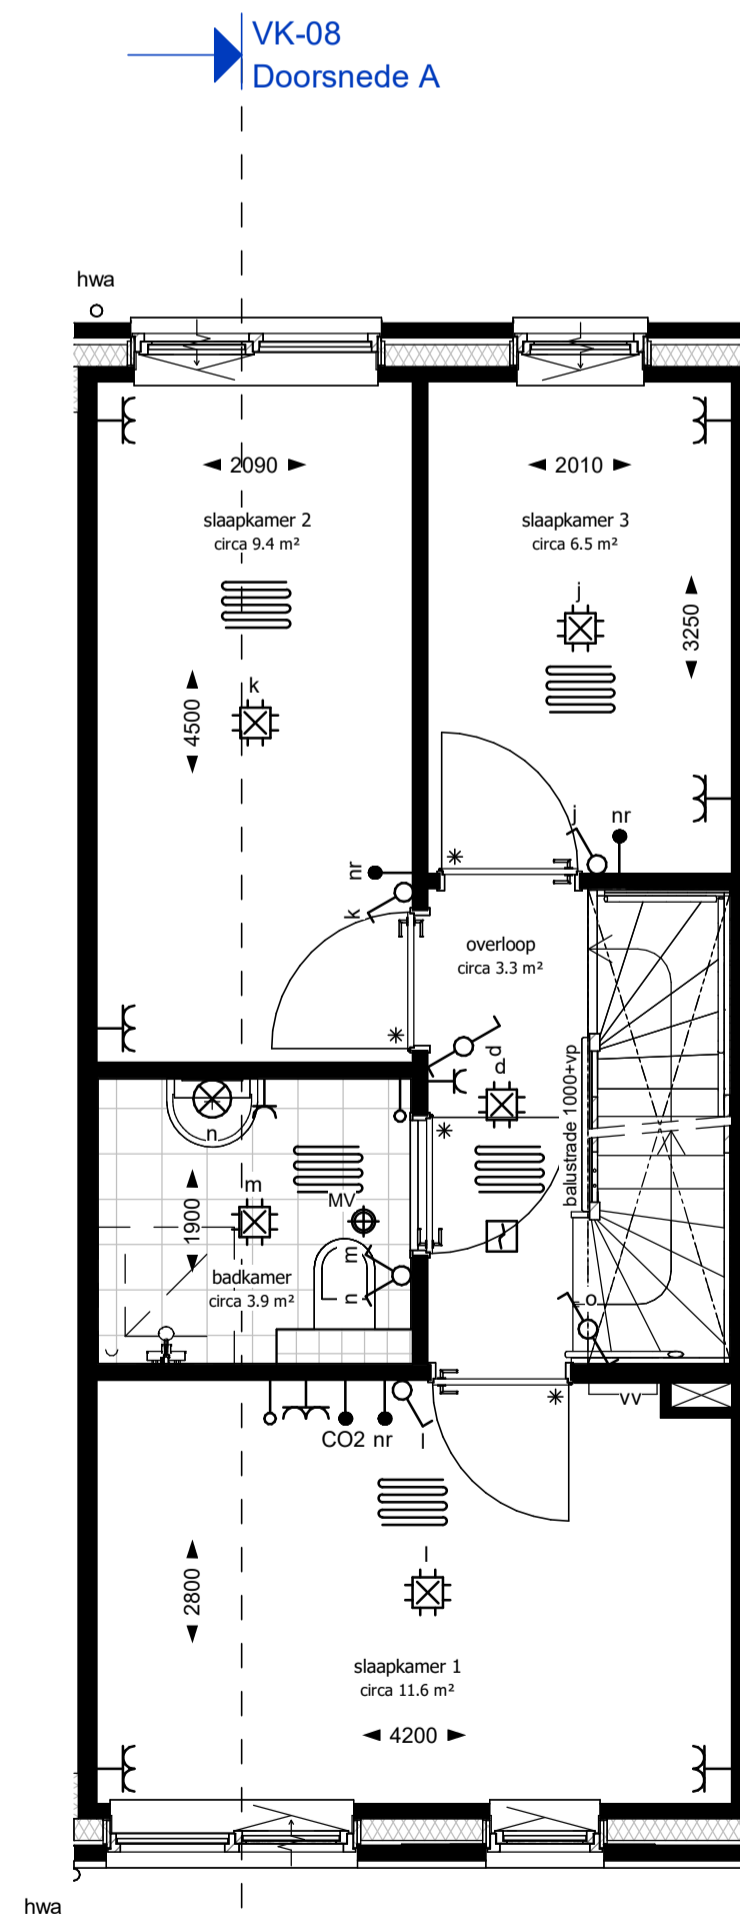 VK-08
Doorsnede A
hwa
2090
2010
slaapkamer 2
circa 9.4 m²
slaapkamer 3
circa 6.5 m²
j
3250
k
4500
j
nr
nr
k
overloop
circa 3.3 m²
d
d
balustrade 1000+vp
n
m
MV
1900
m
badkamer
circa 3.9 m²
n
o
vv
CO2 nr
l
l
2800
slaapkamer 1
circa 11.6 m²
4200
hwa